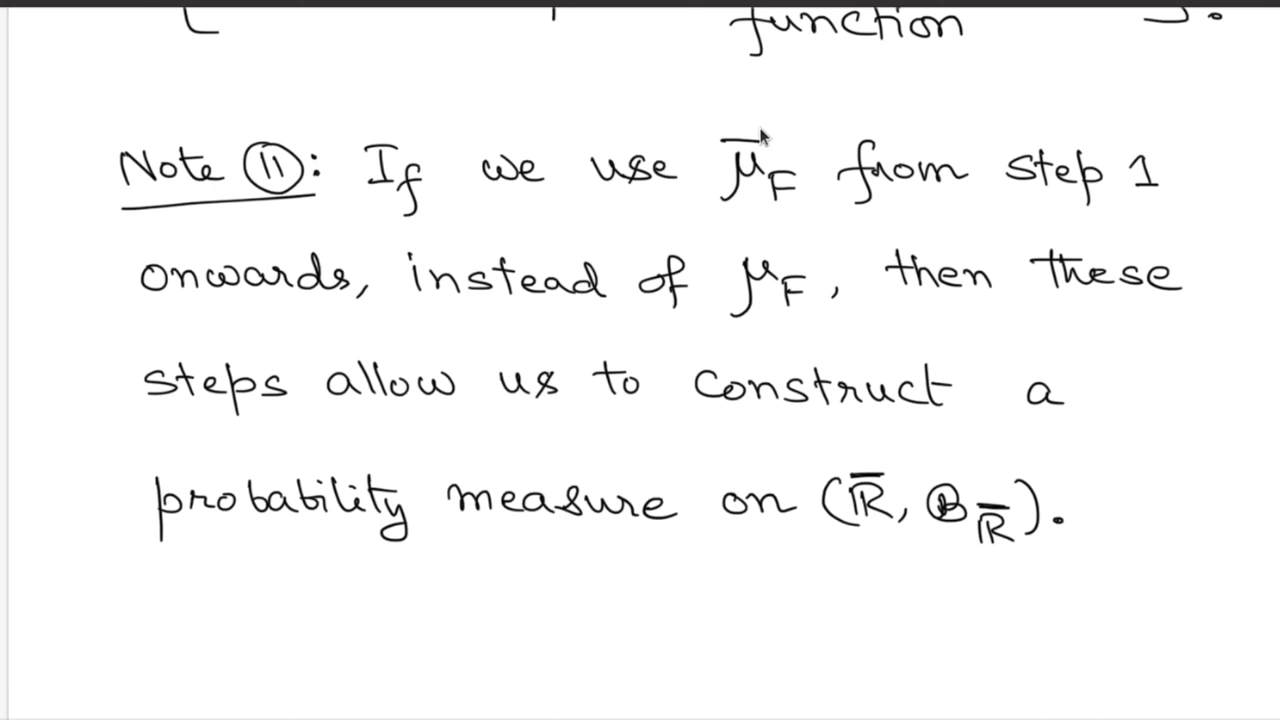 function }.
Note ⑪: If we use μ̅_F from step 1
onwards, instead of μ_F, then these
steps allow us to construct a
probability measure on (ℝ̅, 𝓑_ℝ̅).